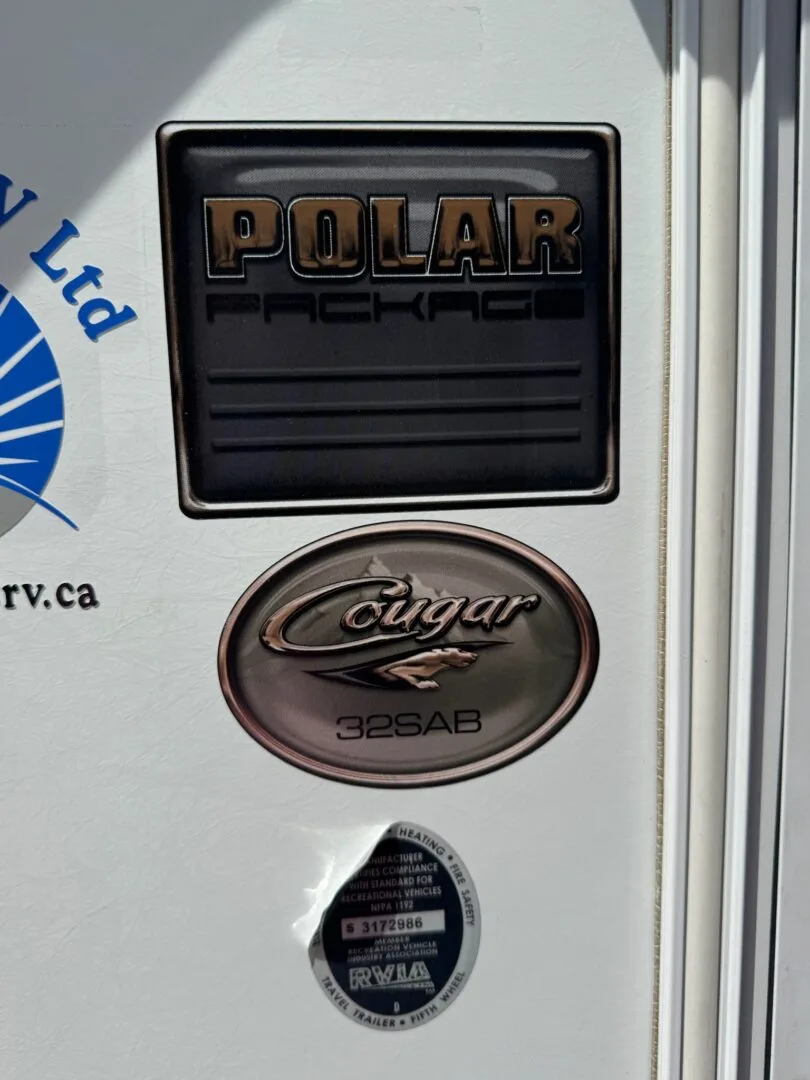 Ltd
rv.ca
POLAR
PACKAGE
Cougar
32SAB
HEATING • FIRE SAFETY
COMPLIANCE
WITH STANDARD FOR
RECREATIONAL VEHICLES
NFPA 1192
S 3172986
MEMBER
RECREATION VEHICLE
INDUSTRY ASSOCIATION
RVIA
D
TRAVEL TRAILER • FIFTH WHEEL